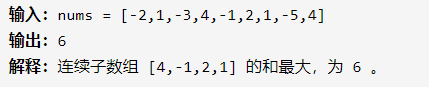 输入：nums = [-2,1,-3,4,-1,2,1,-5,4]
输出：6
解释：连续子数组 [4,-1,2,1] 的和最大，为 6 。